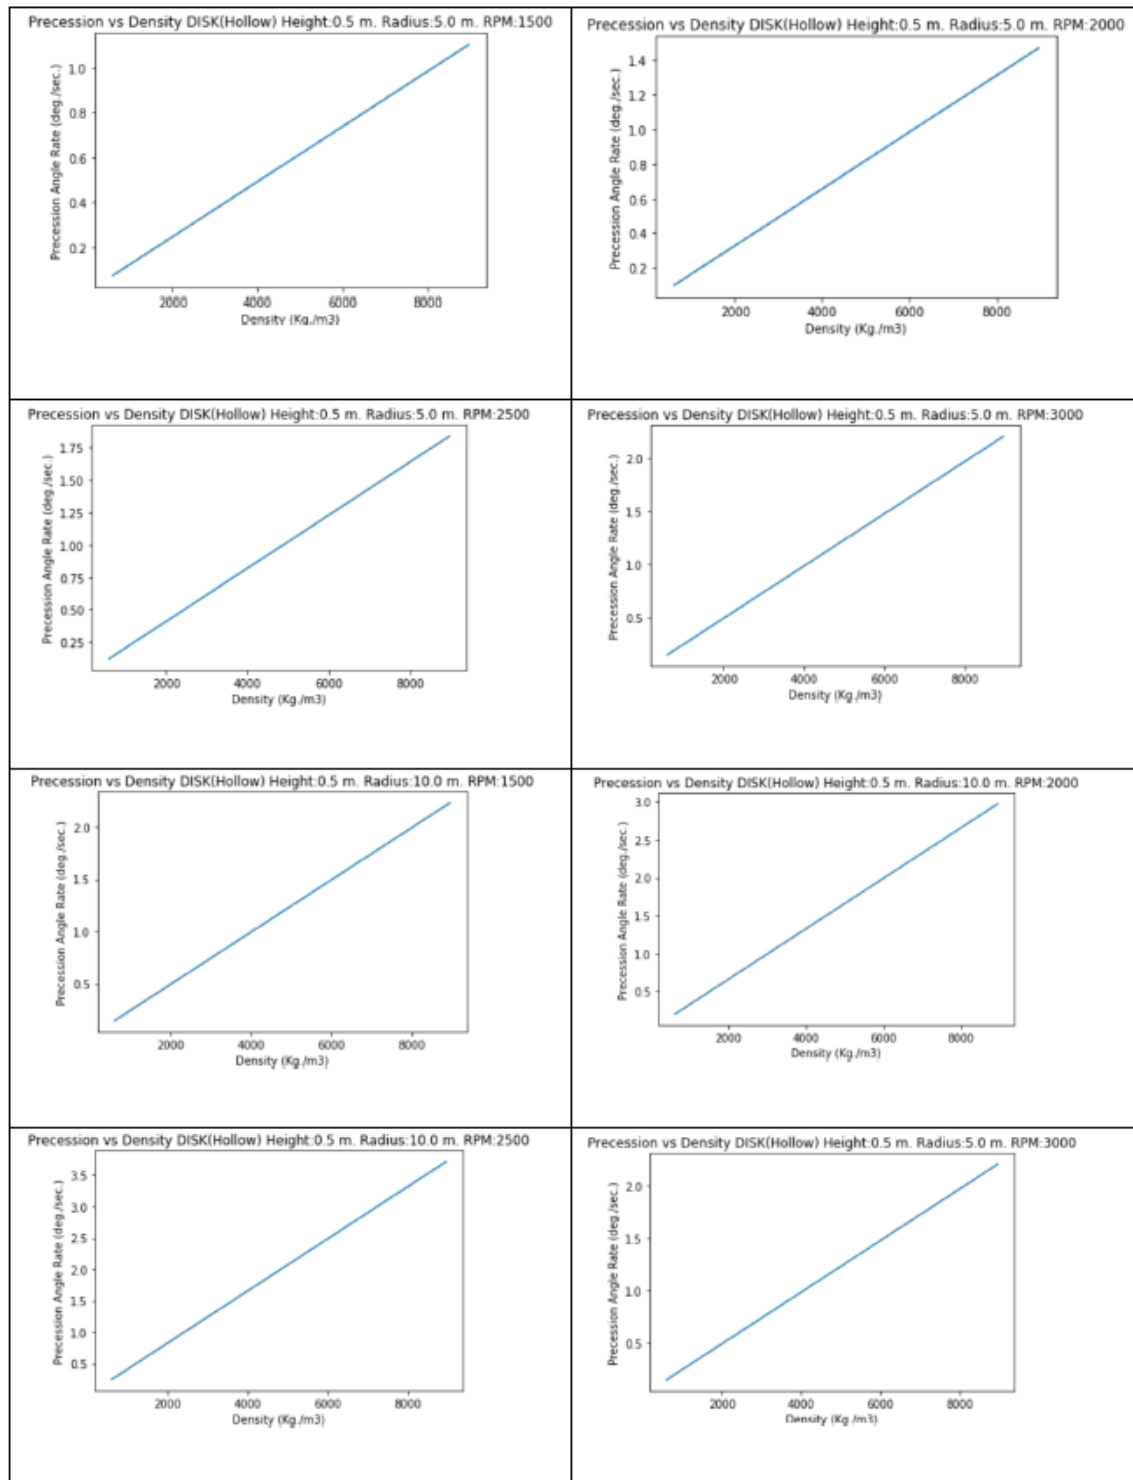 Precession vs Density DISK(Hollow) Height:0.5 m. Radius:5.0 m. RPM:1500
Precession Angle Rate (deg./sec.)
1.0
0.8
0.6
0.4
0.2
2000 4000 6000 8000
Density (Kg./m3)
Precession vs Density DISK(Hollow) Height:0.5 m. Radius:5.0 m. RPM:2000
Precession Angle Rate (deg./sec.)
1.4
1.2
1.0
0.8
0.6
0.4
0.2
2000 4000 6000 8000
Density (Kg./m3)
Precession vs Density DISK(Hollow) Height:0.5 m. Radius:5.0 m. RPM:2500
Precession Angle Rate (deg./sec.)
1.75
1.50
1.25
1.00
0.75
0.50
0.25
2000 4000 6000 8000
Density (Kg./m3)
Precession vs Density DISK(Hollow) Height:0.5 m. Radius:5.0 m. RPM:3000
Precession Angle Rate (deg./sec.)
2.0
1.5
1.0
0.5
2000 4000 6000 8000
Density (Kg./m3)
Precession vs Density DISK(Hollow) Height:0.5 m. Radius:10.0 m. RPM:1500
Precession Angle Rate (deg./sec.)
2.0
1.5
1.0
0.5
2000 4000 6000 8000
Density (Kg./m3)
Precession vs Density DISK(Hollow) Height:0.5 m. Radius:10.0 m. RPM:2000
Precession Angle Rate (deg./sec.)
3.0
2.5
2.0
1.5
1.0
0.5
2000 4000 6000 8000
Density (Kg./m3)
Precession vs Density DISK(Hollow) Height:0.5 m. Radius:10.0 m. RPM:2500
Precession Angle Rate (deg./sec.)
3.5
3.0
2.5
2.0
1.5
1.0
0.5
2000 4000 6000 8000
Density (Kg./m3)
Precession vs Density DISK(Hollow) Height:0.5 m. Radius:5.0 m. RPM:3000
Precession Angle Rate (deg./sec.)
2.0
1.5
1.0
0.5
2000 4000 6000 8000
Density (Kg./m3)